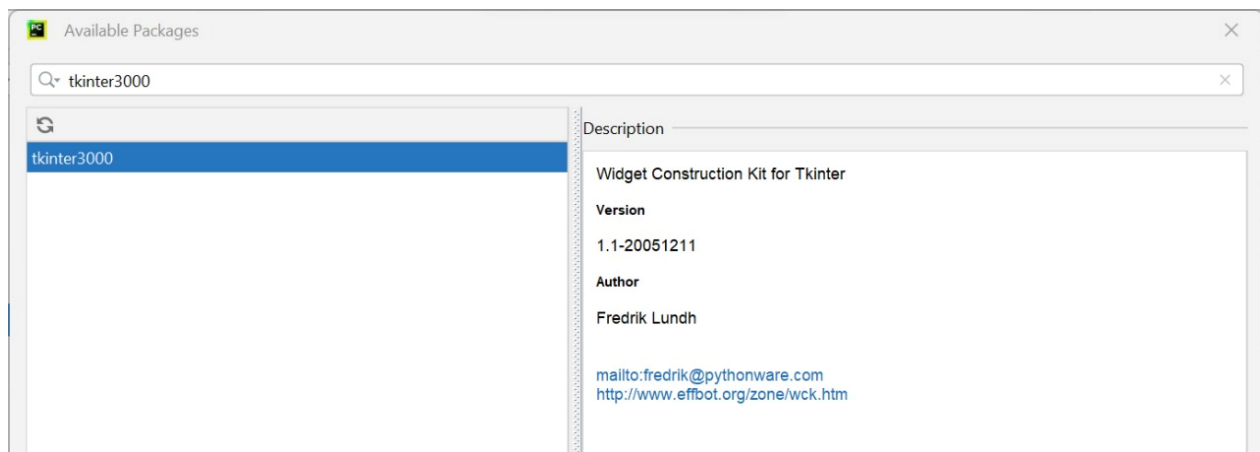 PC
Available Packages
tkinter3000
tkinter3000
Description
Widget Construction Kit for Tkinter
Version
1.1-20051211
Author
Fredrik Lundh
mailto:fredrik@pythonware.com
http://www.effbot.org/zone/wck.htm